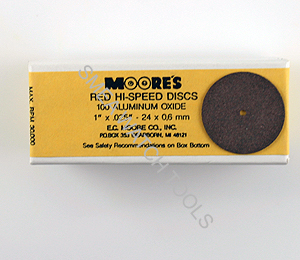 MOORE'S
RED HI-SPEED DISCS
100 ALUMINUM OXIDE
1" x .025" - 24 x 0,6 mm
E.C. MOORE CO., INC.
P.O. BOX 353 DEARBORN, MI 48121
See Safety Recommendations on Box Bottom
MAX. RPM 30,000